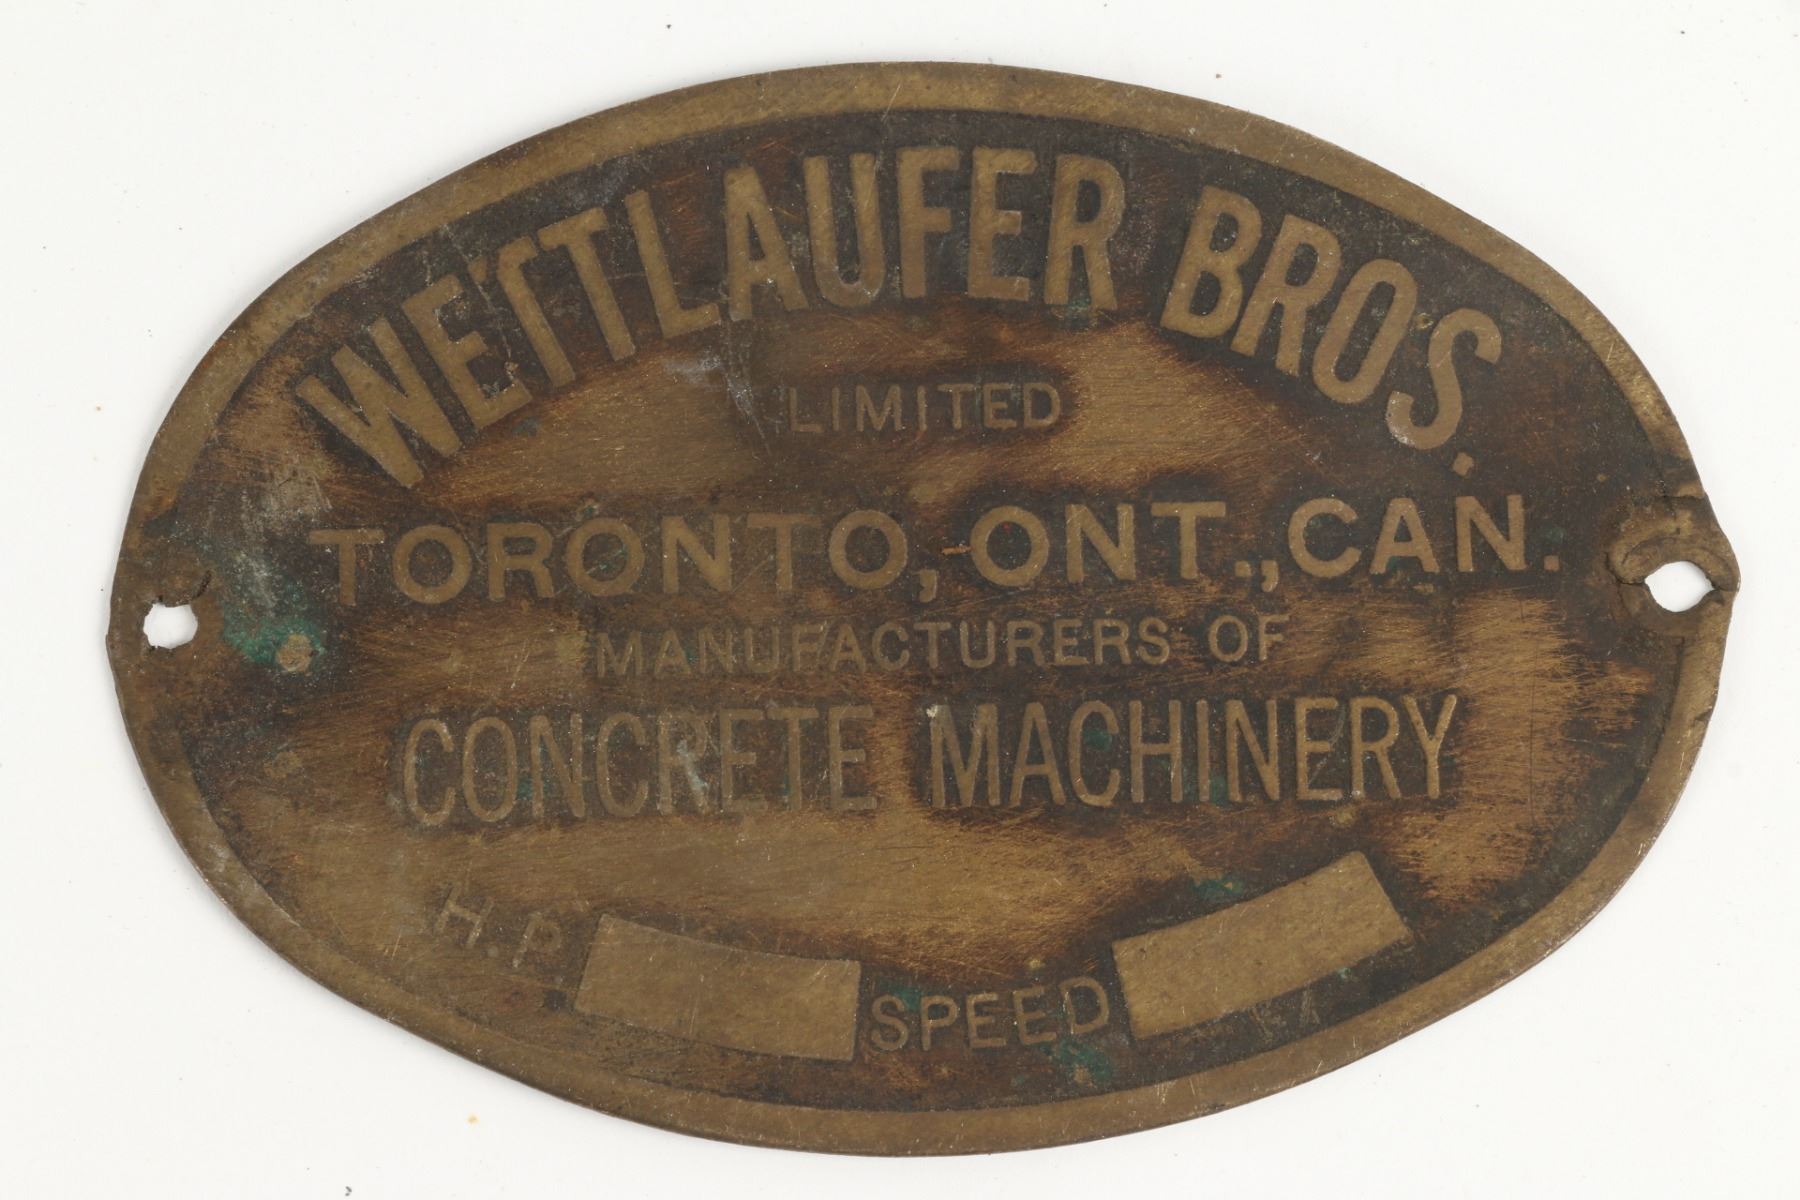 WETTLAUFER BROS.
LIMITED
TORONTO, ONT., CAN.
MANUFACTURERS OF
CONCRETE MACHINERY
H.P. SPEED